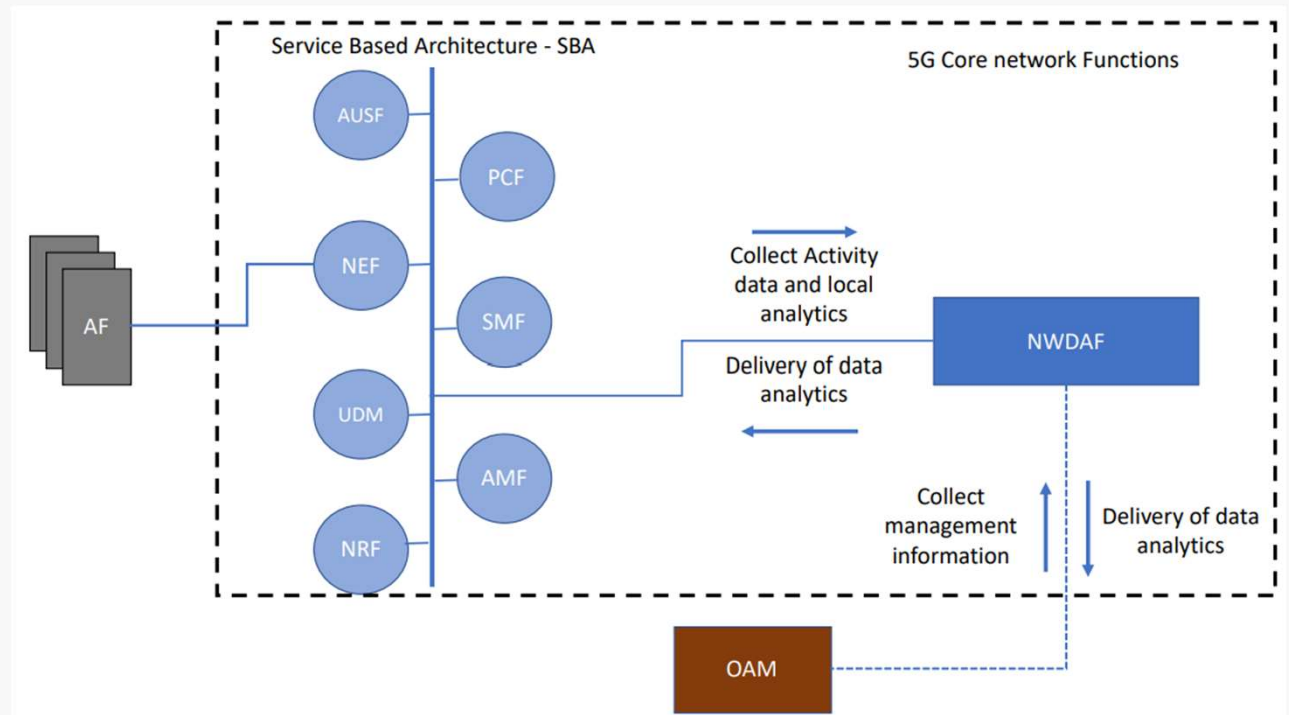 Service Based Architecture - SBA
5G Core network Functions
AUSF
PCF
NEF
AF
SMF
Collect Activity
data and local
analytics
NWDAF
Delivery of data
analytics
UDM
AMF
NRF
Collect
management
information
Delivery of data
analytics
OAM